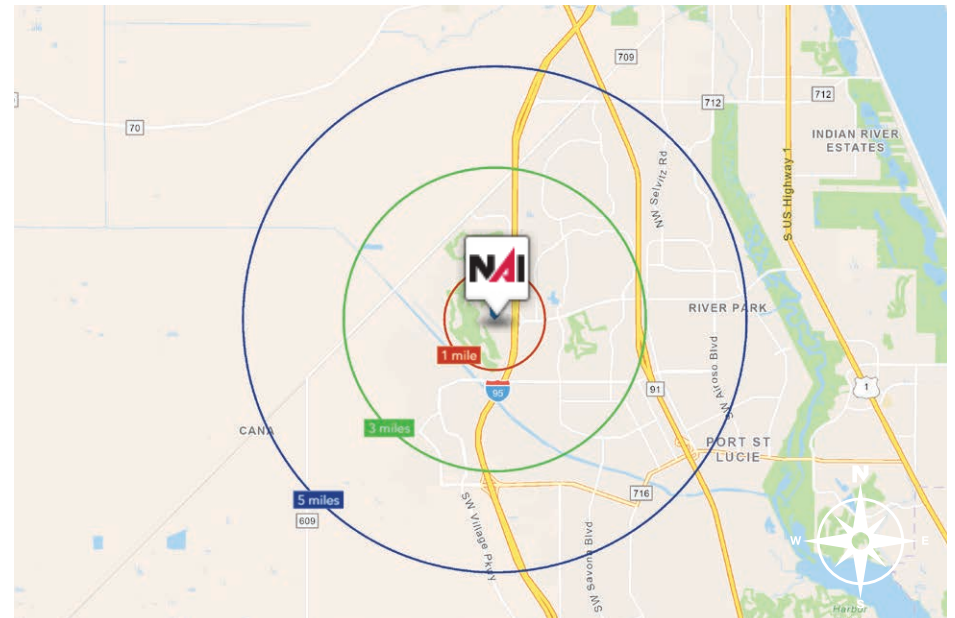 709
712
712
70
INDIAN RIVER
ESTATES
NW Selvitz Rd
S US Highway 1
NAI
RIVER PARK
1 mile
SW Airoso Blvd
95
91
1
3 miles
CANA
PORT ST
LUCIE
N
5 miles
716
609
SW Village Pkwy
SW Savona Blvd
W
E
S
Harbor